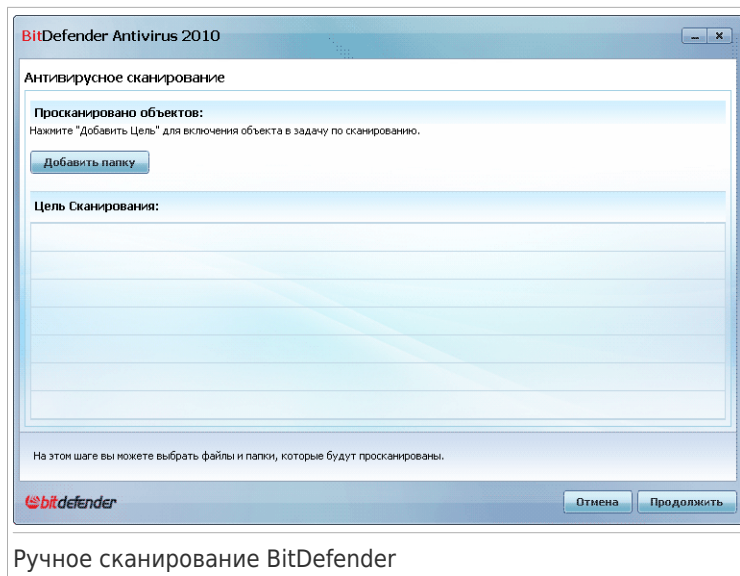 BitDefender Antivirus 2010
Антивирусное сканирование
Просканировано объектов:
Нажмите "Добавить Цель" для включения объекта в задачу по сканированию.
Добавить папку
Цель Сканирования:
На этом шаге вы можете выбрать файлы и папки, которые будут просканированы.
bitdefender
Отмена
Продолжить
Ручное сканирование BitDefender